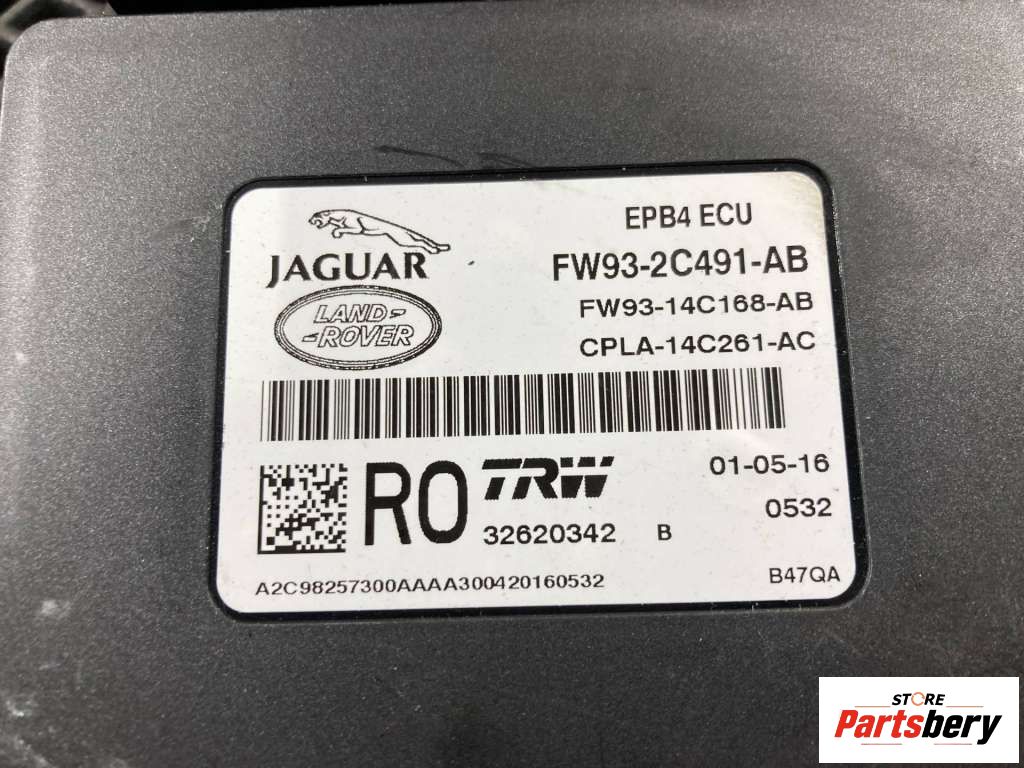 JAGUAR
LAND-
-ROVER
EPB4 ECU
FW93-2C491-AB
FW93-14C168-AB
CPLA-14C261-AC
RO
TRW
32620342 B
01-05-16
0532
A2C98257300AAAA300420160532
B47QA
STORE
Partsbery